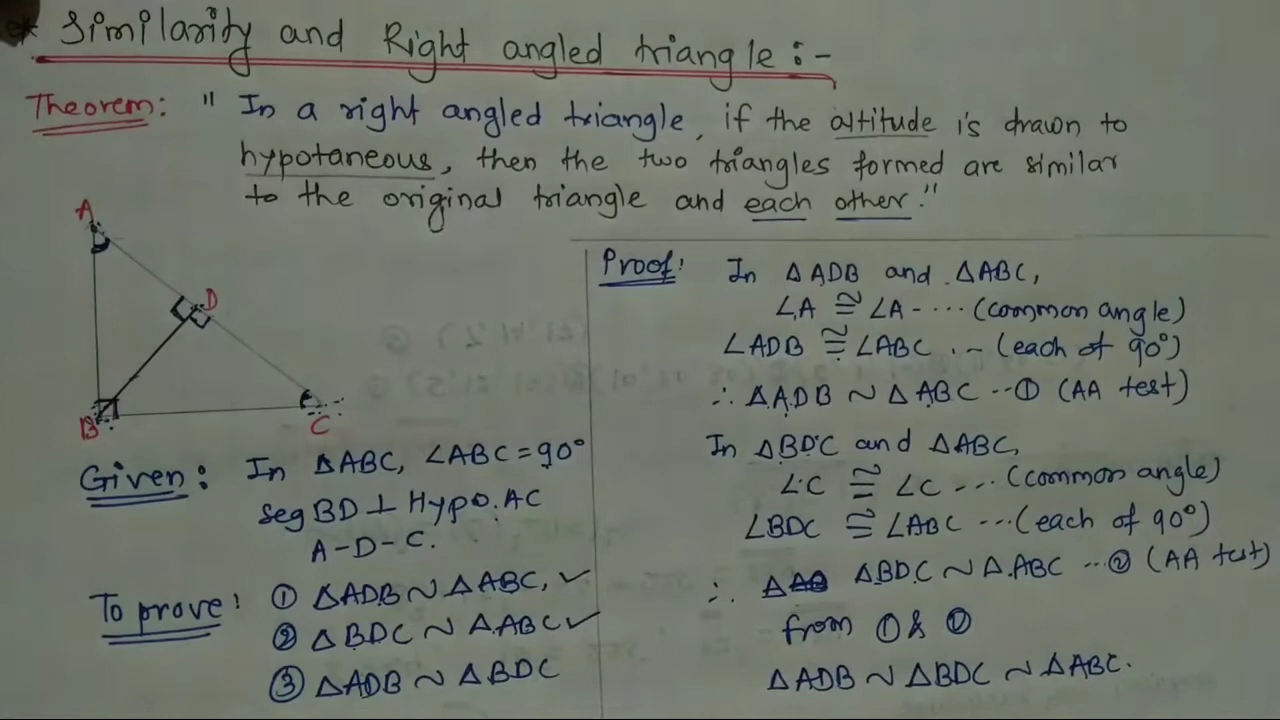 * Similarity and Right angled triangle :-
Theorem: " In a right angled triangle, if the altitude is drawn to
hypotaneous, then the two triangles formed are similar
to the original triangle and each other."
A
D
B
C
Given: In △ABC, ∠ABC = 90°
seg BD ⊥ Hypo. AC
A-D-C.
To prove: ① △ADB ~ △ABC, ✓
② △BDC ~ △ABC ✓
③ △ADB ~ △BDC
Proof: In △ADB and △ABC,
∠A ≅ ∠A - ... (common angle)
∠ADB ≅ ∠ABC .- (each of 90°)
∴ △ADB ~ △ABC -- ① (AA test)
In △BDC and △ABC,
∠C ≅ ∠C --- (common angle)
∠BDC ≅ ∠ABC --- (each of 90°)
∴ △BDC ~ △ABC ... ② (AA test)
from ① & ②
△ADB ~ △BDC ~ △ABC.